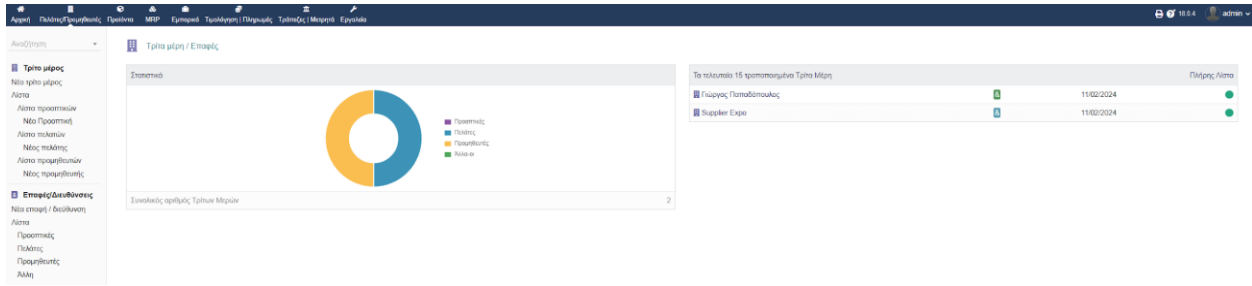 Αρχική Πελάτες/Προμηθευτές Προϊόντα MRP Εμπορικό Τιμολόγηση | Πληρωμές Τράπεζες | Μετρητά Εργαλεία 18.0.4 admin
Αναζήτηση
Τρίτα μέρη / Επαφές
Τρίτο μέρος
Νέο τρίτο μέρος
Λίστα
Λίστα προοπτικών
Νέα Προοπτική
Λίστα πελατών
Νέος πελάτης
Λίστα προμηθευτών
Νέος προμηθευτής
Επαφές/Διευθύνσεις
Νέα επαφή / διεύθυνση
Λίστα
Προοπτικές
Πελάτες
Προμηθευτές
Άλλη
Στατιστικά
Προοπτικές
Πελάτες
Προμηθευτές
Άλλα-οι
Συνολικός αριθμός Τρίτων Μερών 2
Τα τελευταία 15 τροποποιημένα Τρίτα Μέρη Πλήρης Λίστα
Γιώργος Παπαδόπουλος 11/02/2024
Supplier Expo 11/02/2024